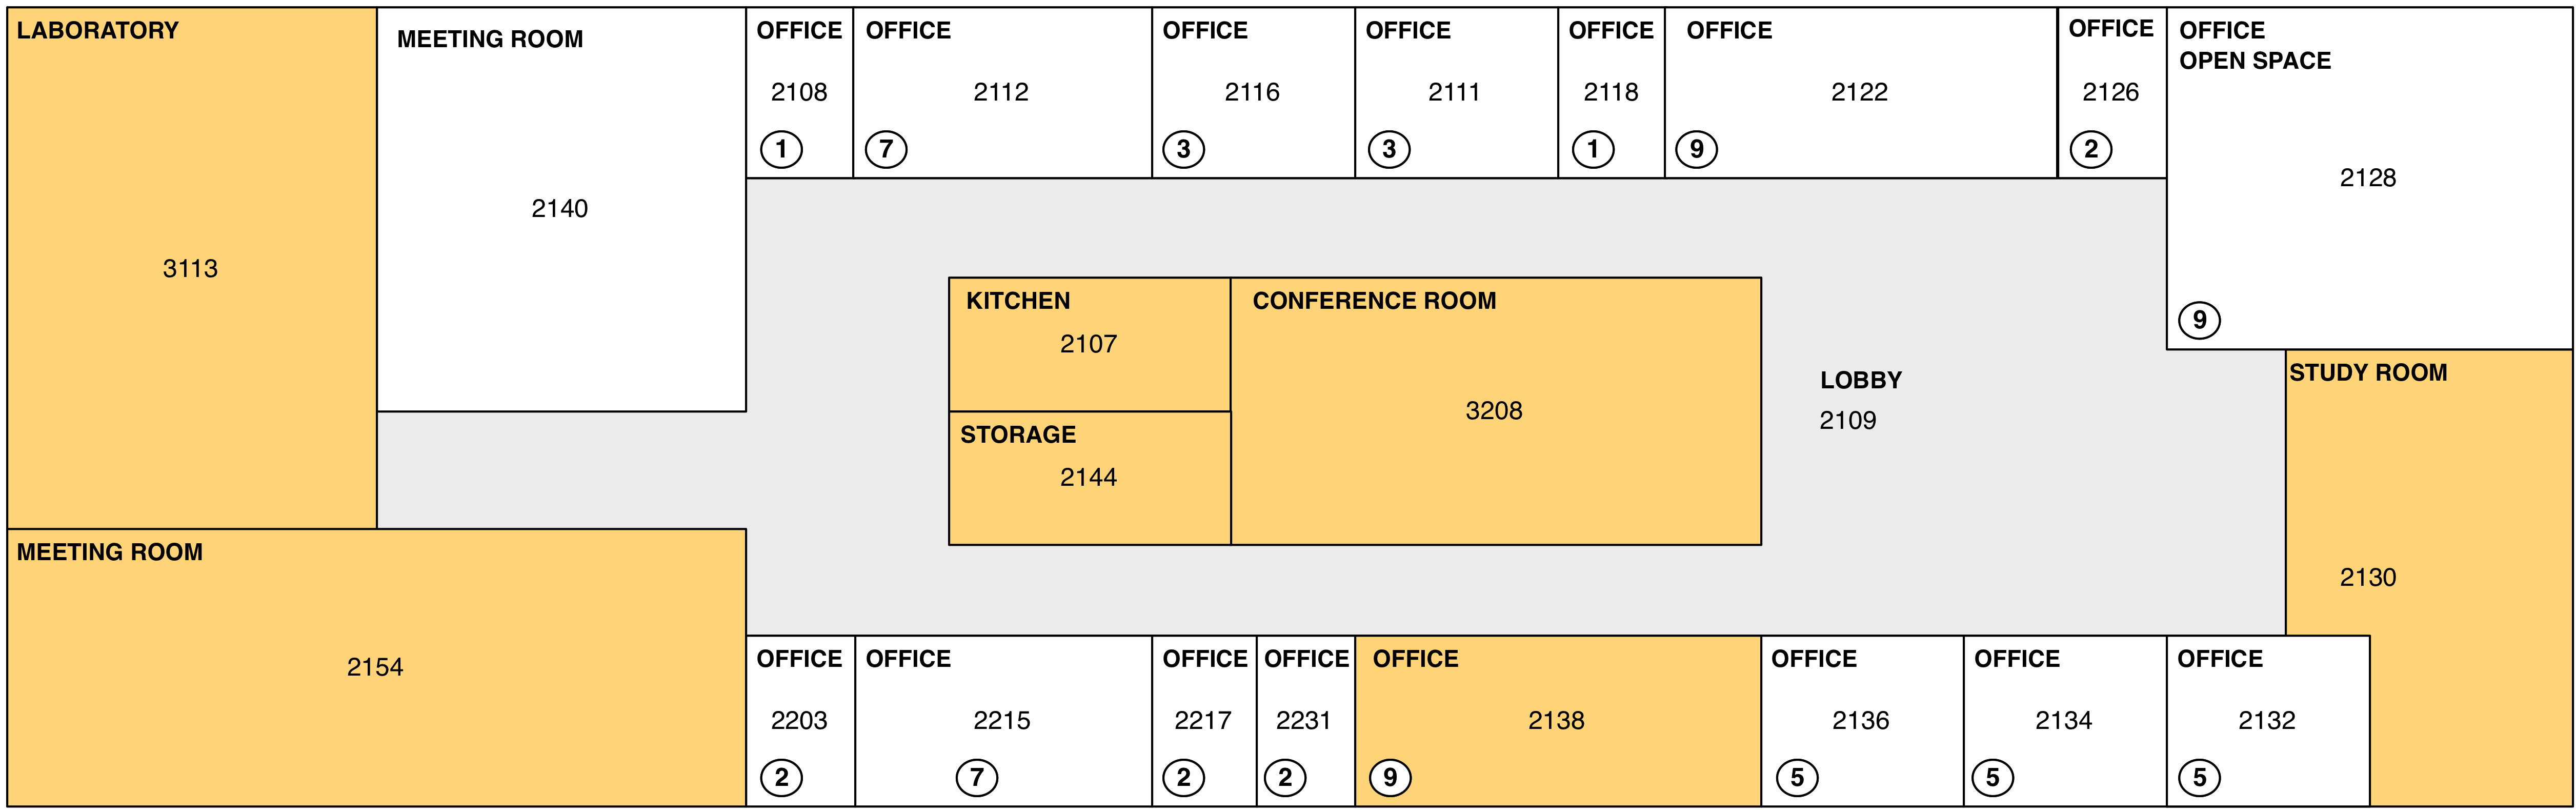 LABORATORY
3113
MEETING ROOM
2140
OFFICE
2108
1
OFFICE
2112
7
OFFICE
2116
3
OFFICE
2111
3
OFFICE
2118
1
OFFICE
2122
9
OFFICE
2126
2
OFFICE
OPEN SPACE
2128
9
KITCHEN
2107
CONFERENCE ROOM
3208
STORAGE
2144
LOBBY
2109
STUDY ROOM
2130
MEETING ROOM
2154
OFFICE
2203
2
OFFICE
2215
7
OFFICE
2217
2
OFFICE
2231
2
OFFICE
2138
9
OFFICE
2136
5
OFFICE
2134
5
OFFICE
2132
5